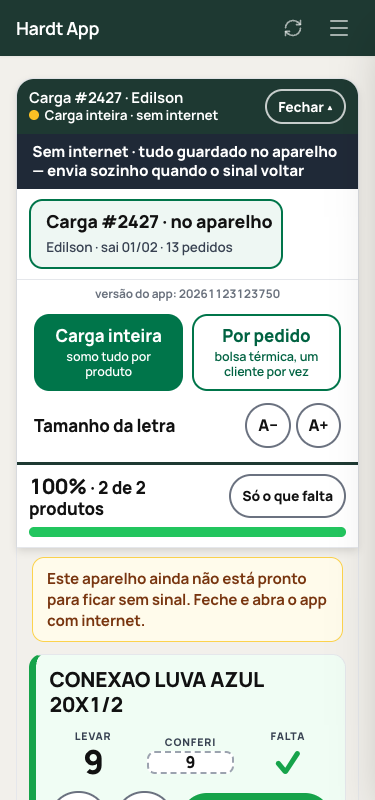 Hardt App
Carga #2427 · Edilson
Carga inteira · sem internet
Fechar ▴
Sem internet · tudo guardado no aparelho
— envia sozinho quando o sinal voltar
Carga #2427 · no aparelho
Edilson · sai 01/02 · 13 pedidos
versão do app: 20261123123750
Carga inteira
somo tudo por
produto
Por pedido
bolsa térmica, um
cliente por vez
Tamanho da letra
A−
A+
100% · 2 de 2
produtos
Só o que falta
Este aparelho ainda não está pronto
para ficar sem sinal. Feche e abra o app
com internet.
CONEXAO LUVA AZUL
20X1/2
LEVAR
CONFERI
FALTA
9
9